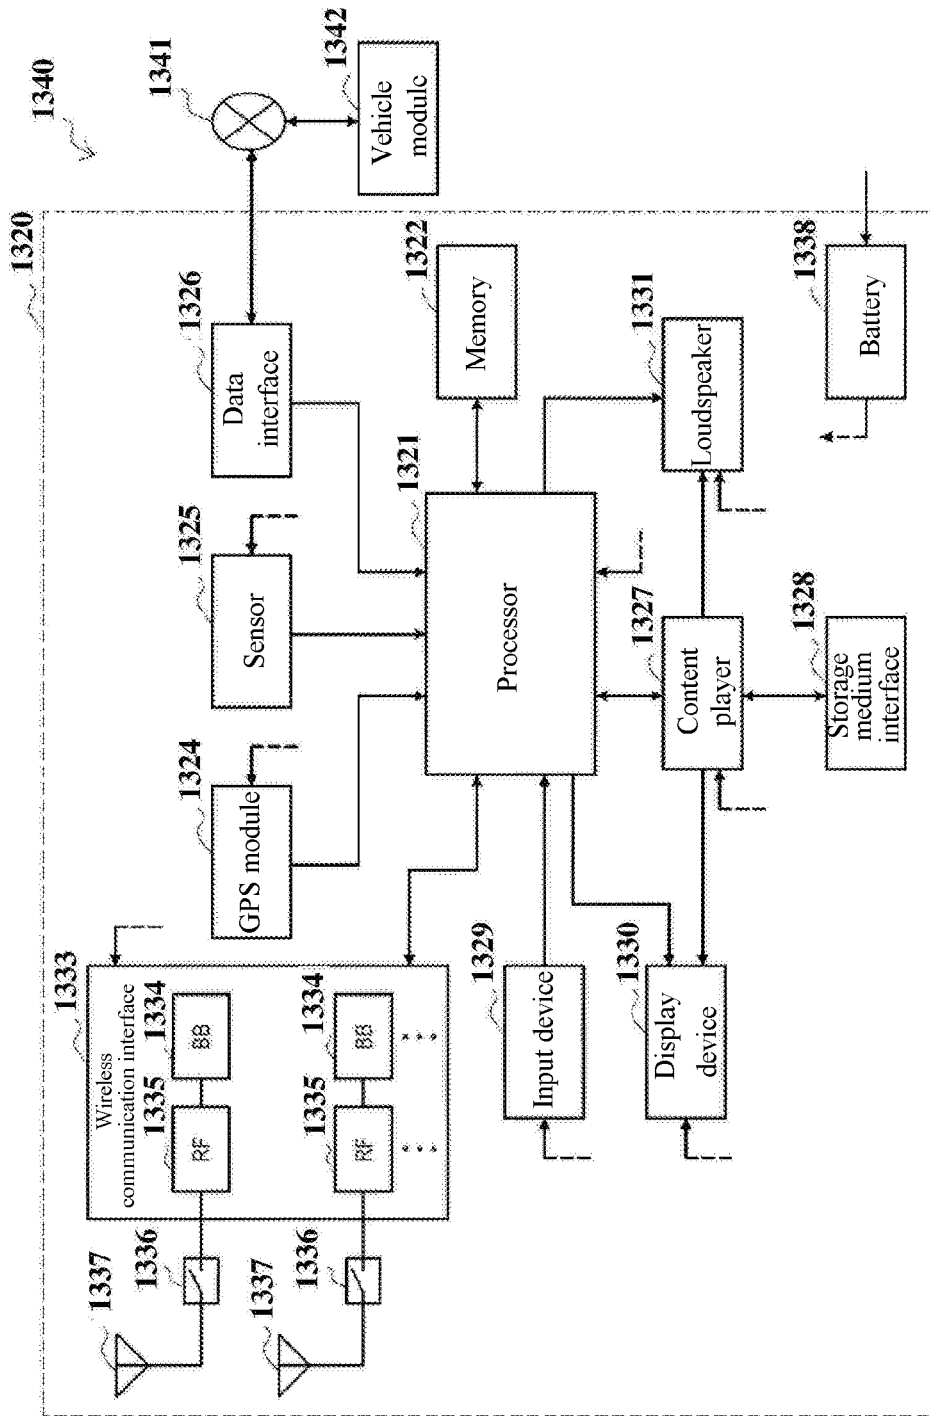 1340
1320
1341
1342
Vehicle
module
1333
Wireless
communication interface
1334
BB
1335
RF
1334
BB
1335
RF
1336
1337
1336
1337
1324
GPS module
1325
Sensor
1326
Data
interface
1321
Processor
1322
Memory
1329
Input device
1330
Display
device
1327
Content
player
1331
Loudspeaker
1328
Storage
medium
interface
1338
Battery